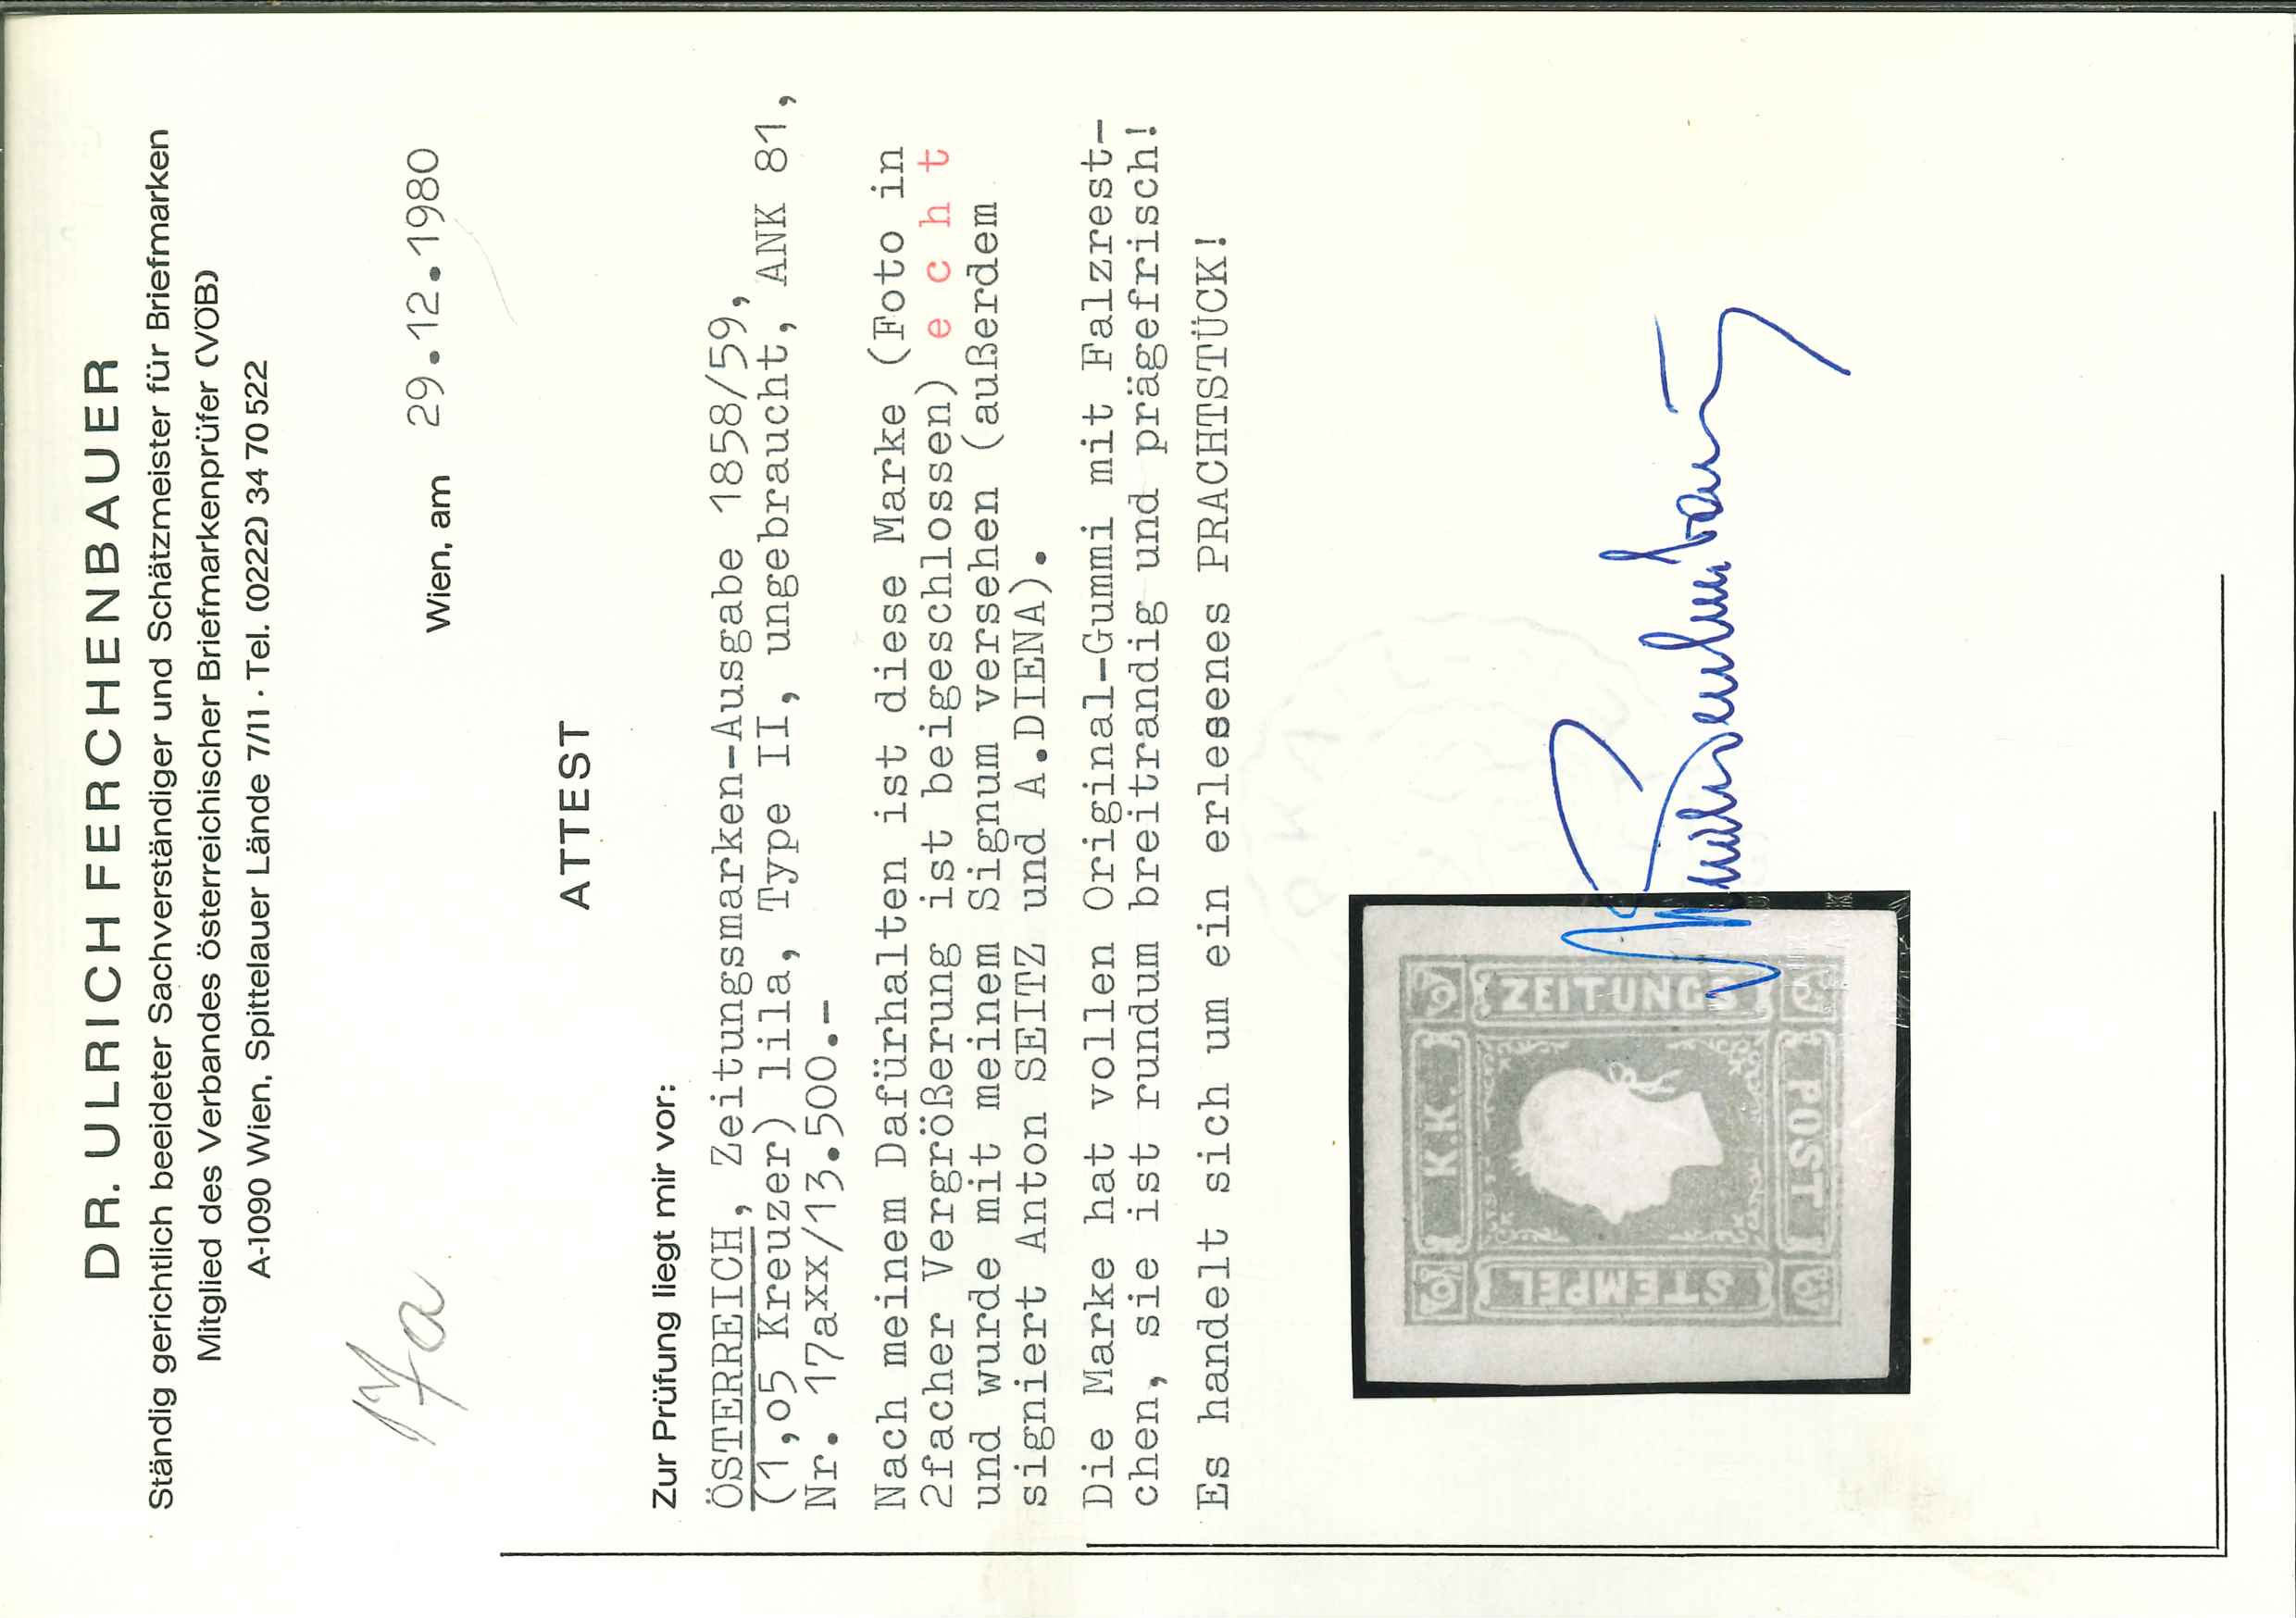 DR. ULRICH FERCHENBAUER
Ständig gerichtlich beeideter Sachverständiger und Schätzmeister für Briefmarken
Mitglied des Verbandes österreichischer Briefmarkenprüfer (VÖB)
A-1090 Wien, Spittelauer Lände 7/11 · Tel. (0222) 34 70 522
17a
Wien, am 29.12.1980
ATTEST
Zur Prüfung liegt mir vor:
ÖSTERREICH, Zeitungsmarken-Ausgabe 1858/59,
(1,o5 Kreuzer) lila, Type II, ungebraucht, ANK 81,
Nr. 17axx/13.500.-
Nach meinem Dafürhalten ist diese Marke (Foto in
2facher Vergrößerung ist beigeschlossen) e c h t
und wurde mit meinem Signum versehen (außerdem
signiert Anton SEITZ und A.DIENA).
Die Marke hat vollen Original-Gummi mit Falzrest-
chen, sie ist rundum breitrandig und prägefrisch!
Es handelt sich um ein erlesenes PRACHTSTÜCK!
K.K.
ZEITUNGS
POST
STEMPEL